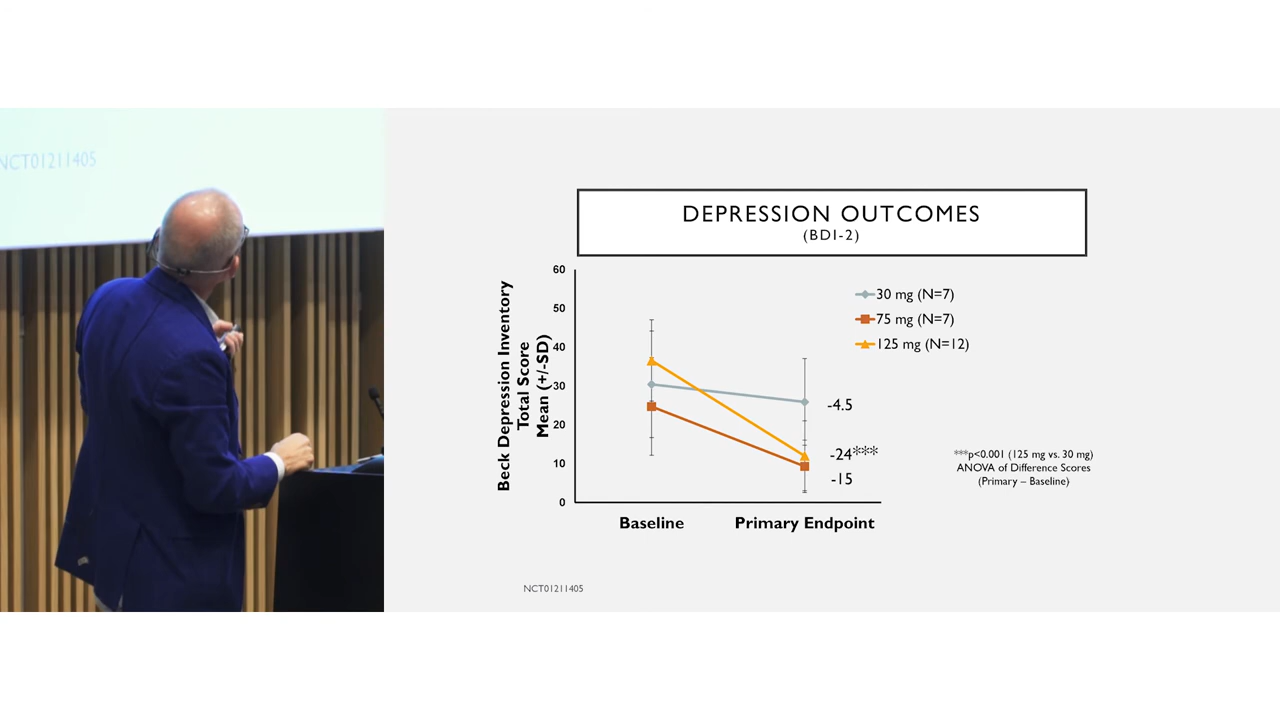 NCT01211405
DEPRESSION OUTCOMES
(BDI-2)
Beck Depression Inventory
Total Score
Mean (+/-SD)
60
50
40
30
20
10
0
30 mg (N=7)
75 mg (N=7)
125 mg (N=12)
-4.5
-24***
-15
***p<0.001 (125 mg vs. 30 mg)
ANOVA of Difference Scores
(Primary – Baseline)
Baseline
Primary Endpoint
NCT01211405